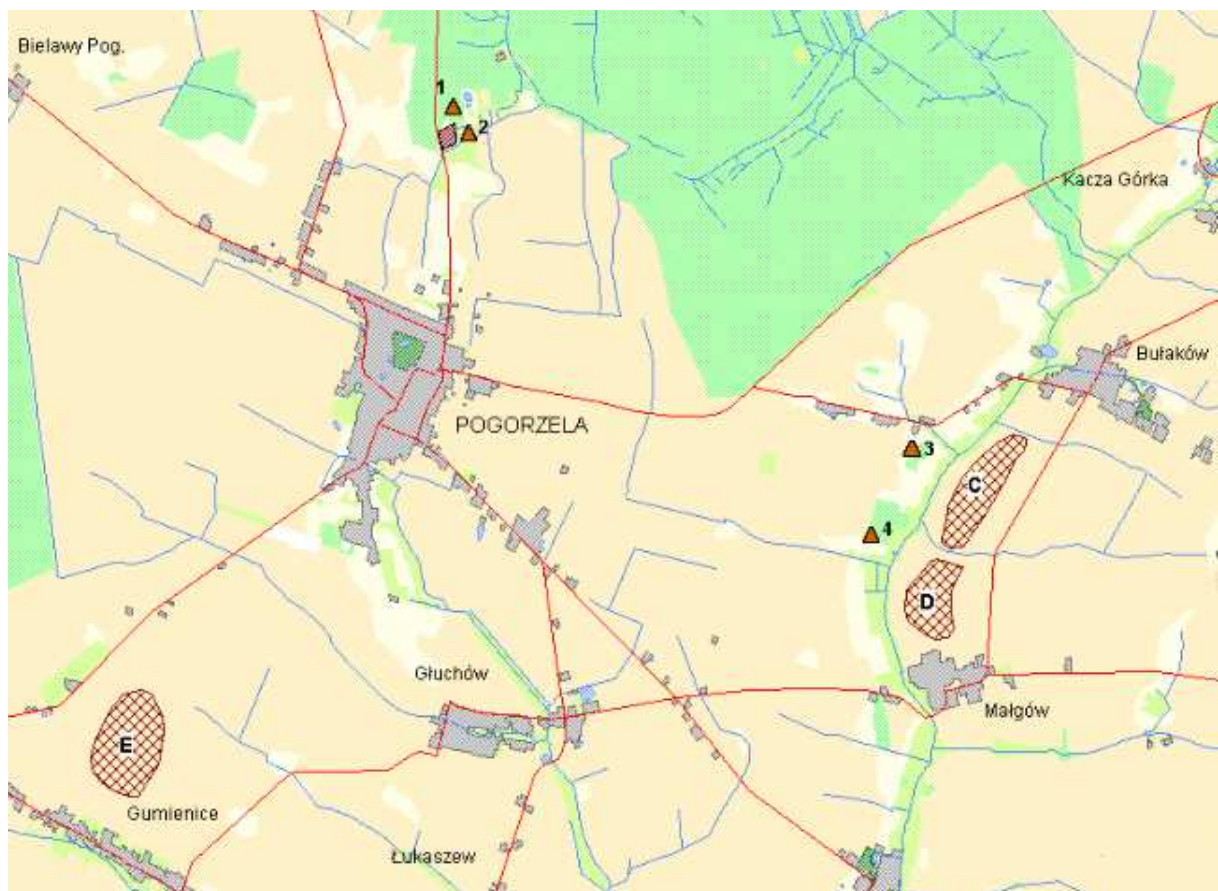 Bielawy Pog.
1
2
Kacza Górka
Bułaków
POGORZELA
3
C
4
D
Głuchów
Małgów
E
Gumienice
Łukaszew